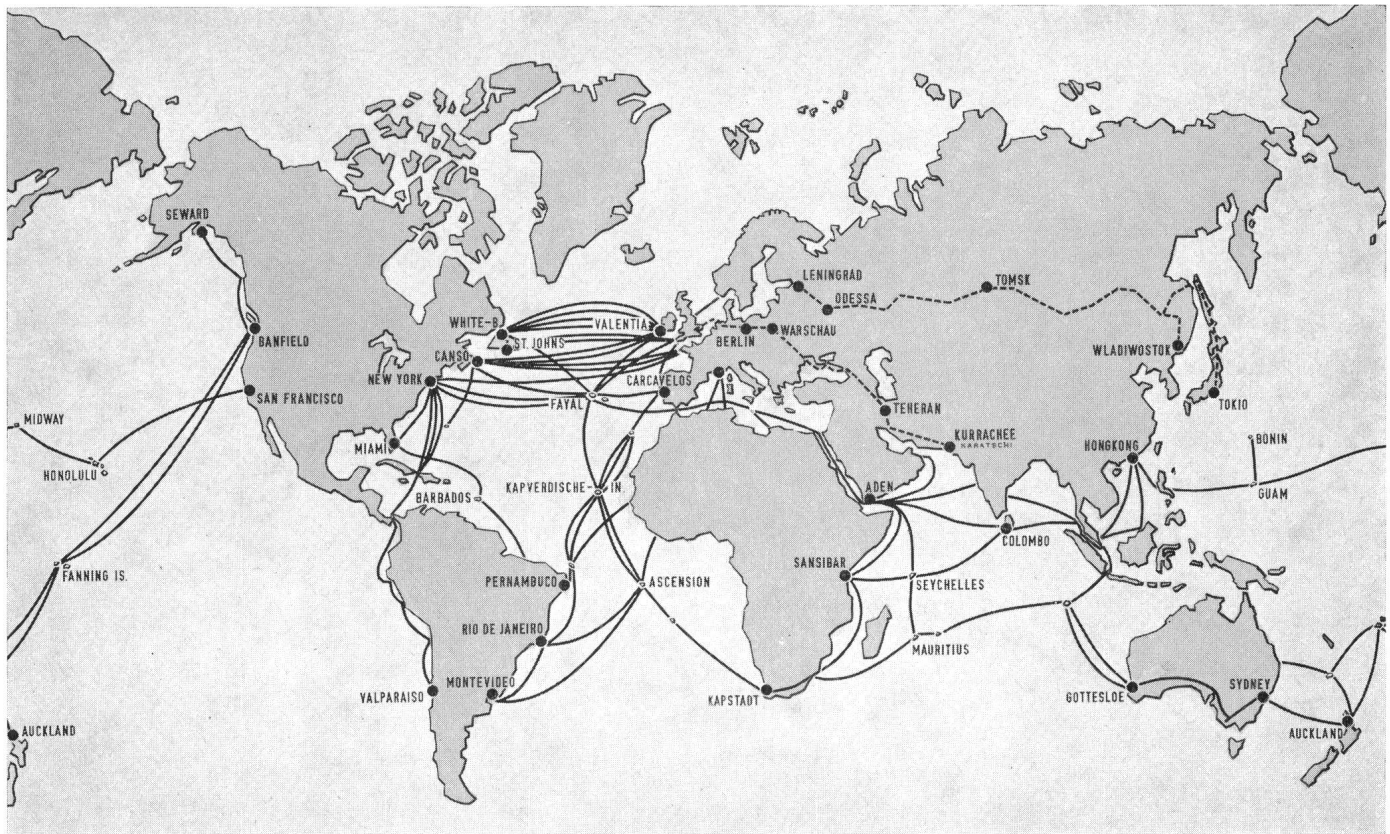 SEWARD
BANFIELD
SAN FRANCISCO
MIDWAY
HONOLULU
FANNING IS.
AUCKLAND
WHITE-B.
ST. JOHNS
CANSO
NEW YORK
MIAMI
BARBADOS
PERNAMBUCO
RIO DE JANEIRO
MONTEVIDEO
VALPARAISO
VALENTIA
FAYAL
CARCAVELOS
KAPVERDISCHE-IN.
ASCENSION
KAPSTADT
BERLIN
WARSCHAU
LENINGRAD
ODESSA
TOMSK
WLADIWOSTOK
TOKIO
TEHERAN
KURRACHEE
KARATSCHI
HONGKONG
BONIN
GUAM
ADEN
COLOMBO
SANSIBAR
SEYCHELLES
MAURITIUS
GOTTESLOE
SYDNEY
AUCKLAND